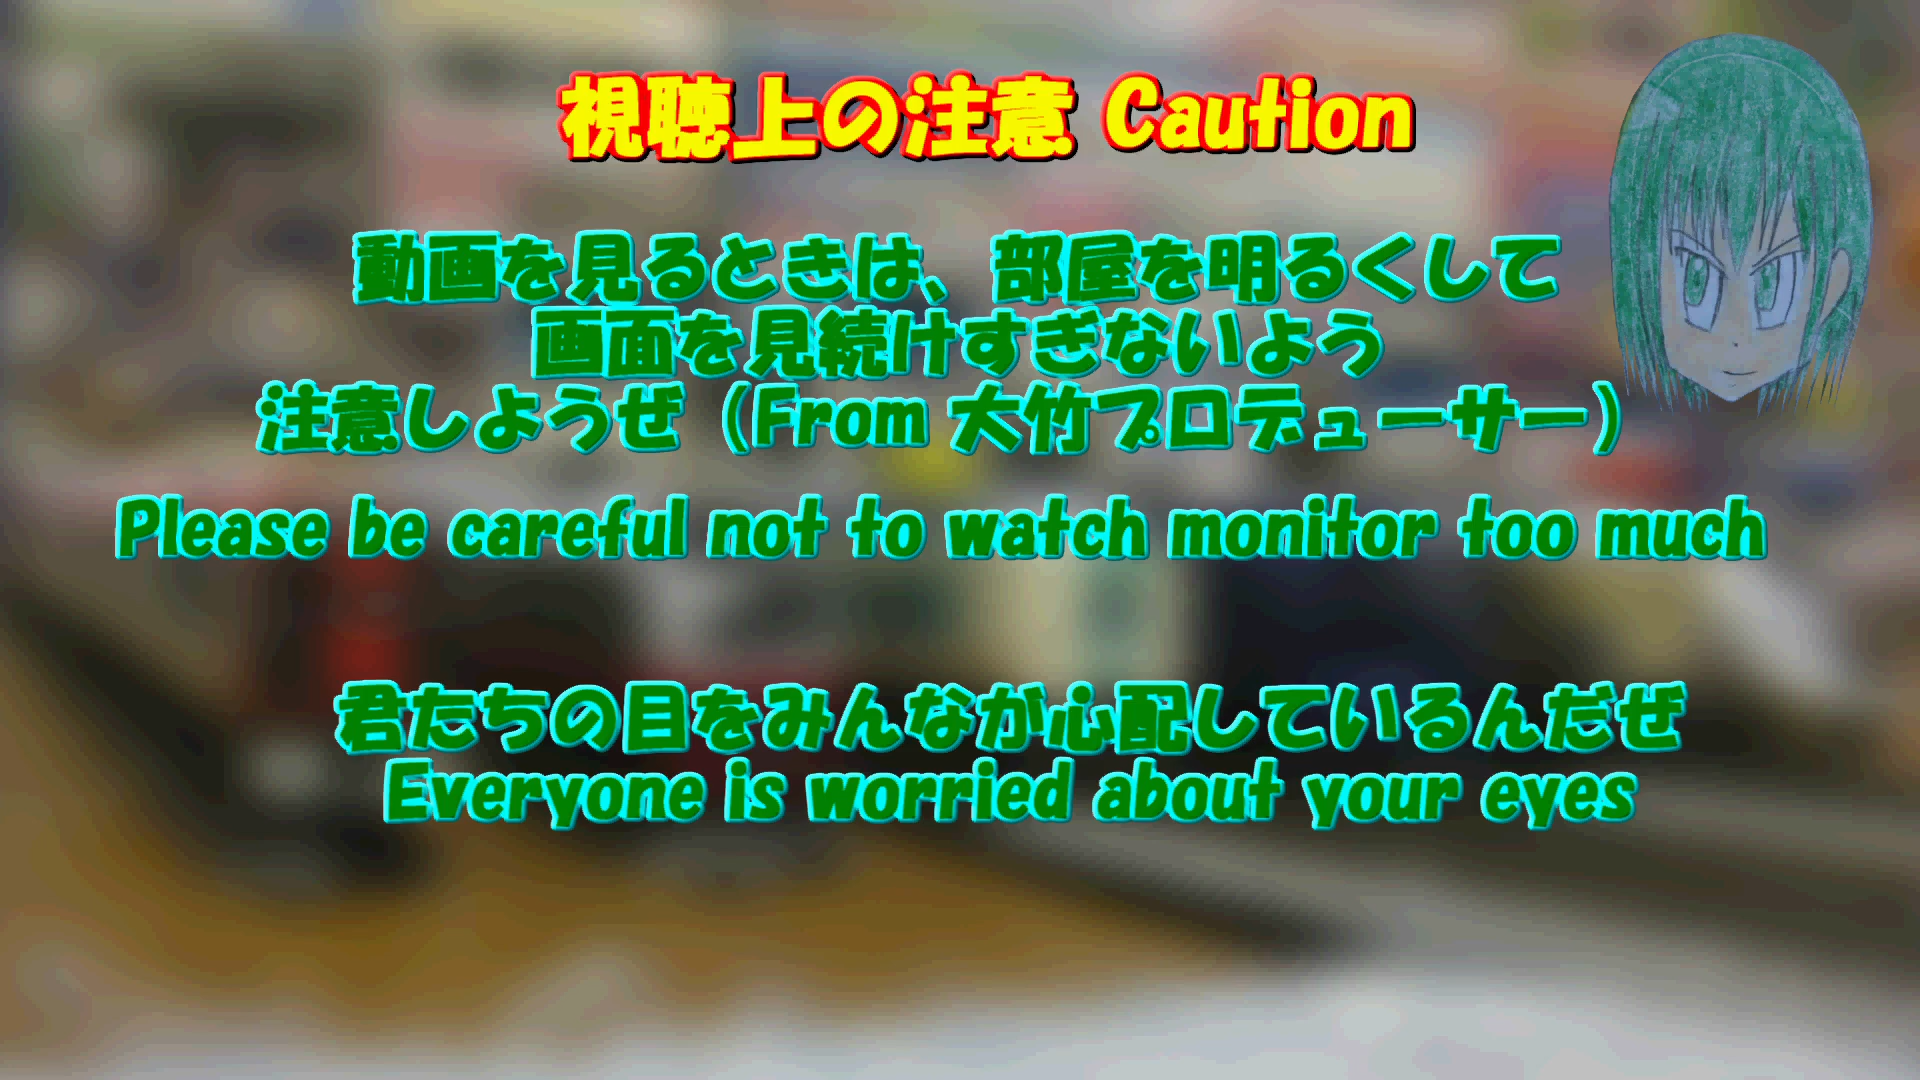 視聴上の注意 Caution
動画を見るときは、部屋を明るくして
画面を見続けすぎないよう
注意しようぜ（From 大竹プロデューサー）
Please be careful not to watch monitor too much
君たちの目をみんなが心配しているんだぜ
Everyone is worried about your eyes